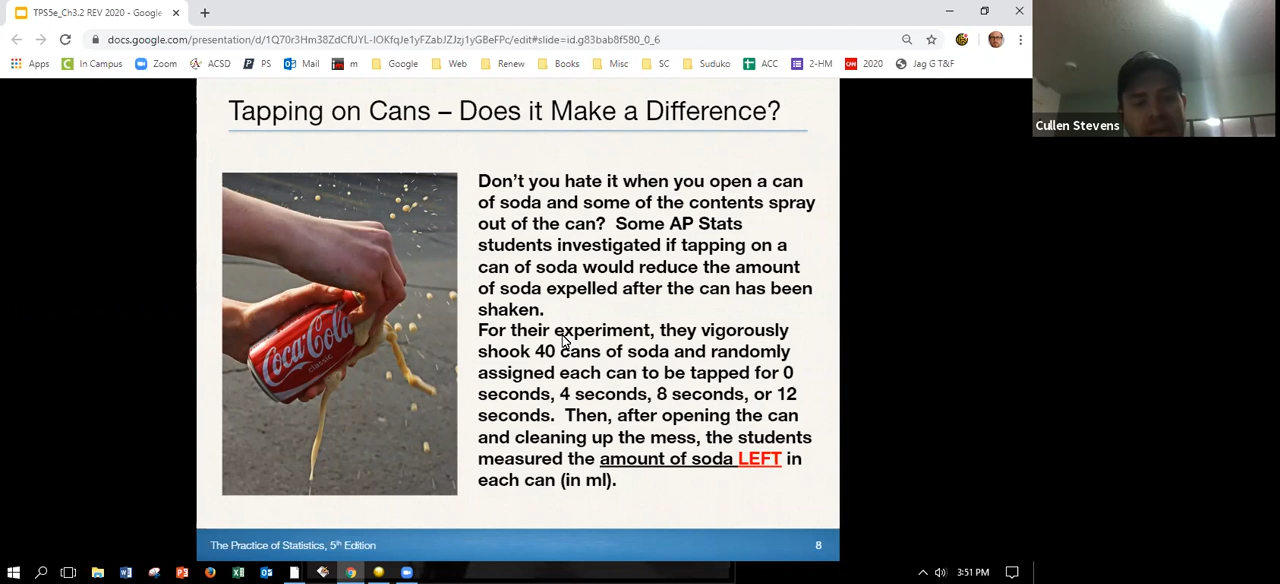 TPS5e_Ch3.2 REV 2020 - Google
docs.google.com/presentation/d/1Q70r3Hm38ZdCfUYL-IOKfqJe1yFZabJZJzj1yGBeFPc/edit#slide=id.g83bab8f580_0_6
Apps In Campus Zoom ACSD PS Mail m Google Web Renew Books Misc SC Suduko ACC 2-HM 2020 Jag G T&F
Cullen Stevens
Tapping on Cans – Does it Make a Difference?
Don't you hate it when you open a can
of soda and some of the contents spray
out of the can? Some AP Stats
students investigated if tapping on a
can of soda would reduce the amount
of soda expelled after the can has been
shaken.
For their experiment, they vigorously
shook 40 cans of soda and randomly
assigned each can to be tapped for 0
seconds, 4 seconds, 8 seconds, or 12
seconds. Then, after opening the can
and cleaning up the mess, the students
measured the amount of soda LEFT in
each can (in ml).
Coca-Cola
classic
The Practice of Statistics, 5th Edition 8
3:51 PM